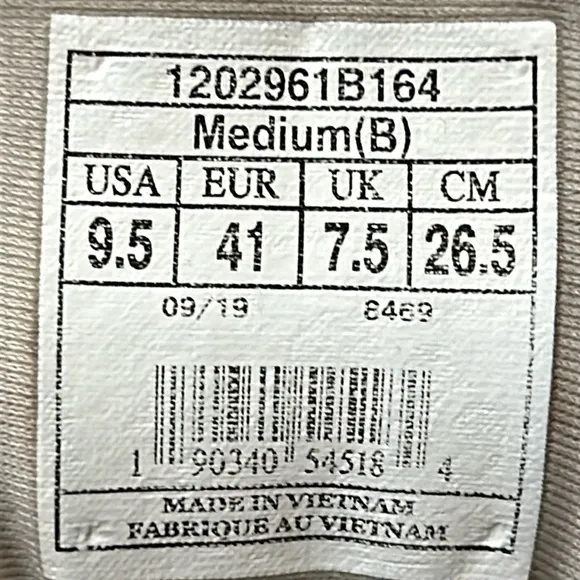 1202961B164
Medium(B)
USA EUR UK CM
9.5 41 7.5 26.5
09/19 8469
1 90340 54518 4
MADE IN VIETNAM
FABRIQUE AU VIETNAM